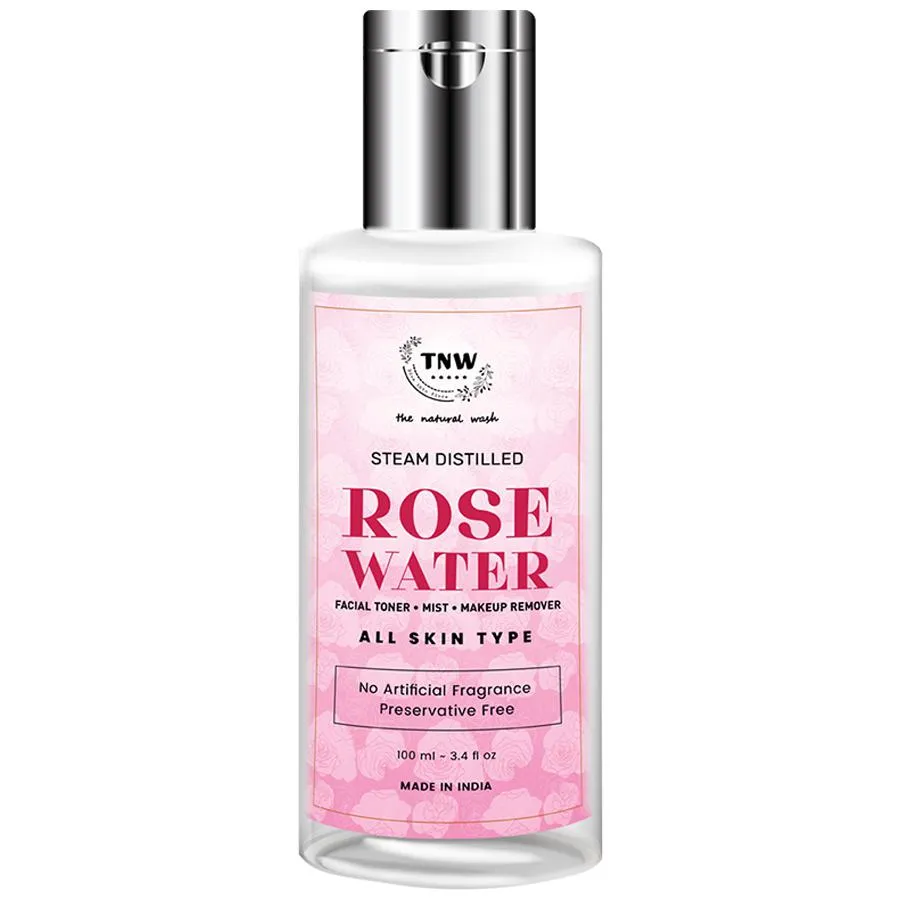 TNW
the natural wash
STEAM DISTILLED
ROSE
WATER
FACIAL TONER • MIST • MAKEUP REMOVER
ALL SKIN TYPE
No Artificial Fragrance
Preservative Free
100 ml ~ 3.4 fl oz
MADE IN INDIA